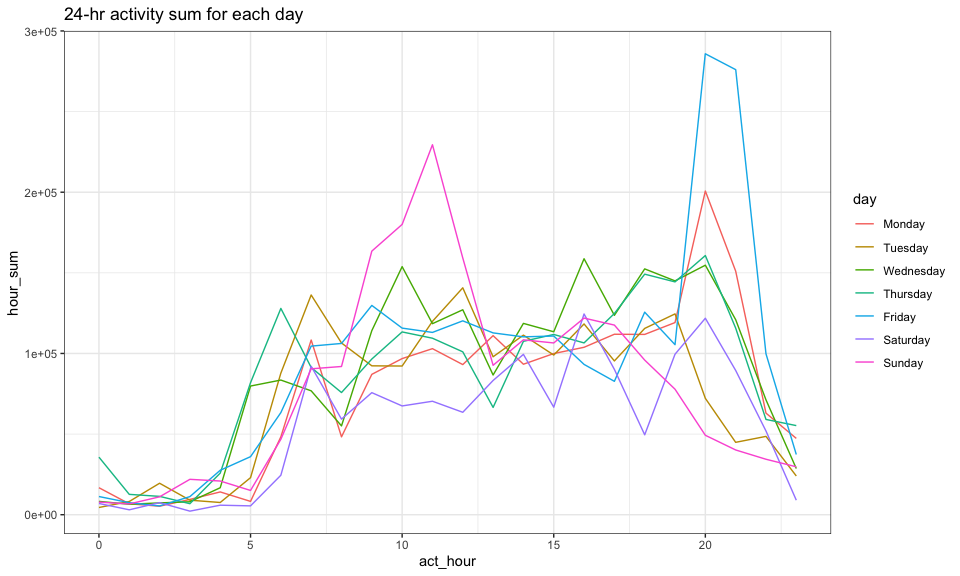 24-hr activity sum for each day
3e+05
2e+05
1e+05
0e+00
hour_sum
0 5 10 15 20
act_hour
day
Monday
Tuesday
Wednesday
Thursday
Friday
Saturday
Sunday